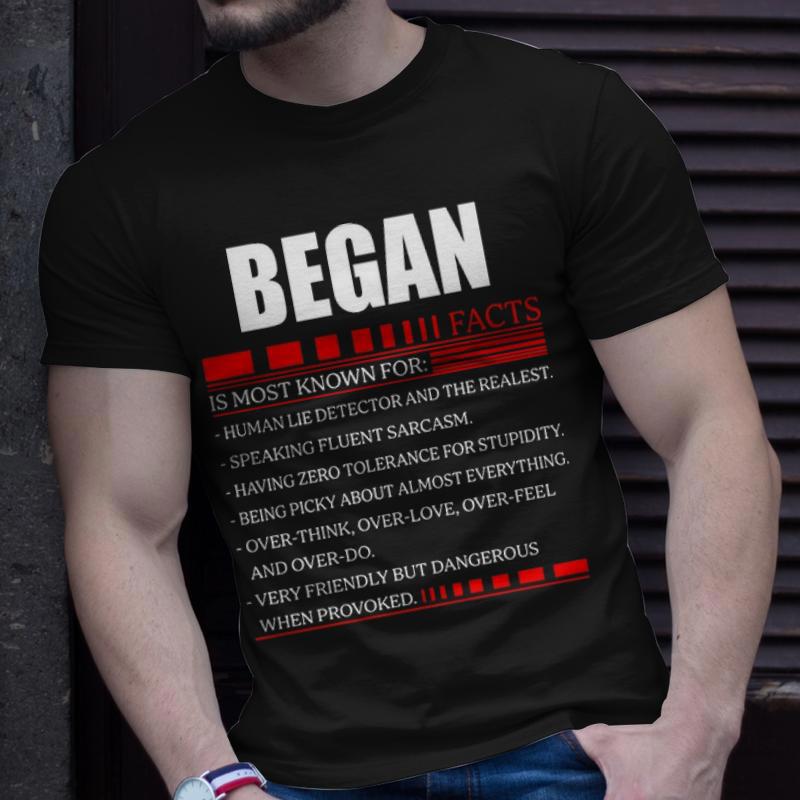 BEGAN
FACTS
IS MOST KNOWN FOR:
- HUMAN LIE DETECTOR AND THE REALEST.
- SPEAKING FLUENT SARCASM.
- HAVING ZERO TOLERANCE FOR STUPIDITY.
- BEING PICKY ABOUT ALMOST EVERYTHING.
- OVER-THINK, OVER-LOVE, OVER-FEEL
AND OVER-DO.
- VERY FRIENDLY BUT DANGEROUS
WHEN PROVOKED.